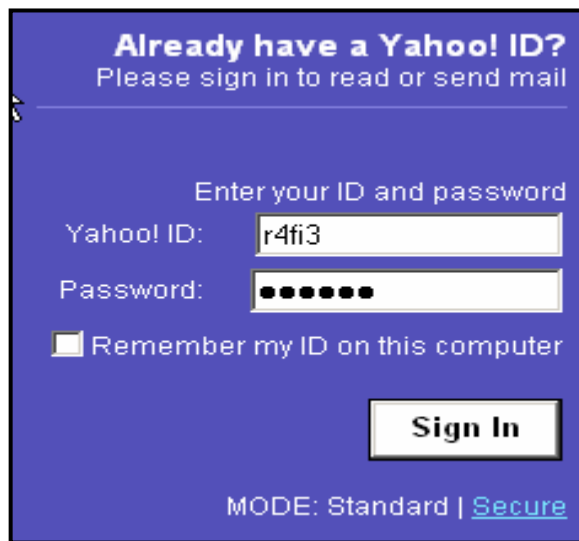 Already have a Yahoo! ID?
Please sign in to read or send mail
Enter your ID and password
Yahoo! ID: r4fi3
Password: ●●●●●●
Remember my ID on this computer
Sign In
MODE: Standard | Secure